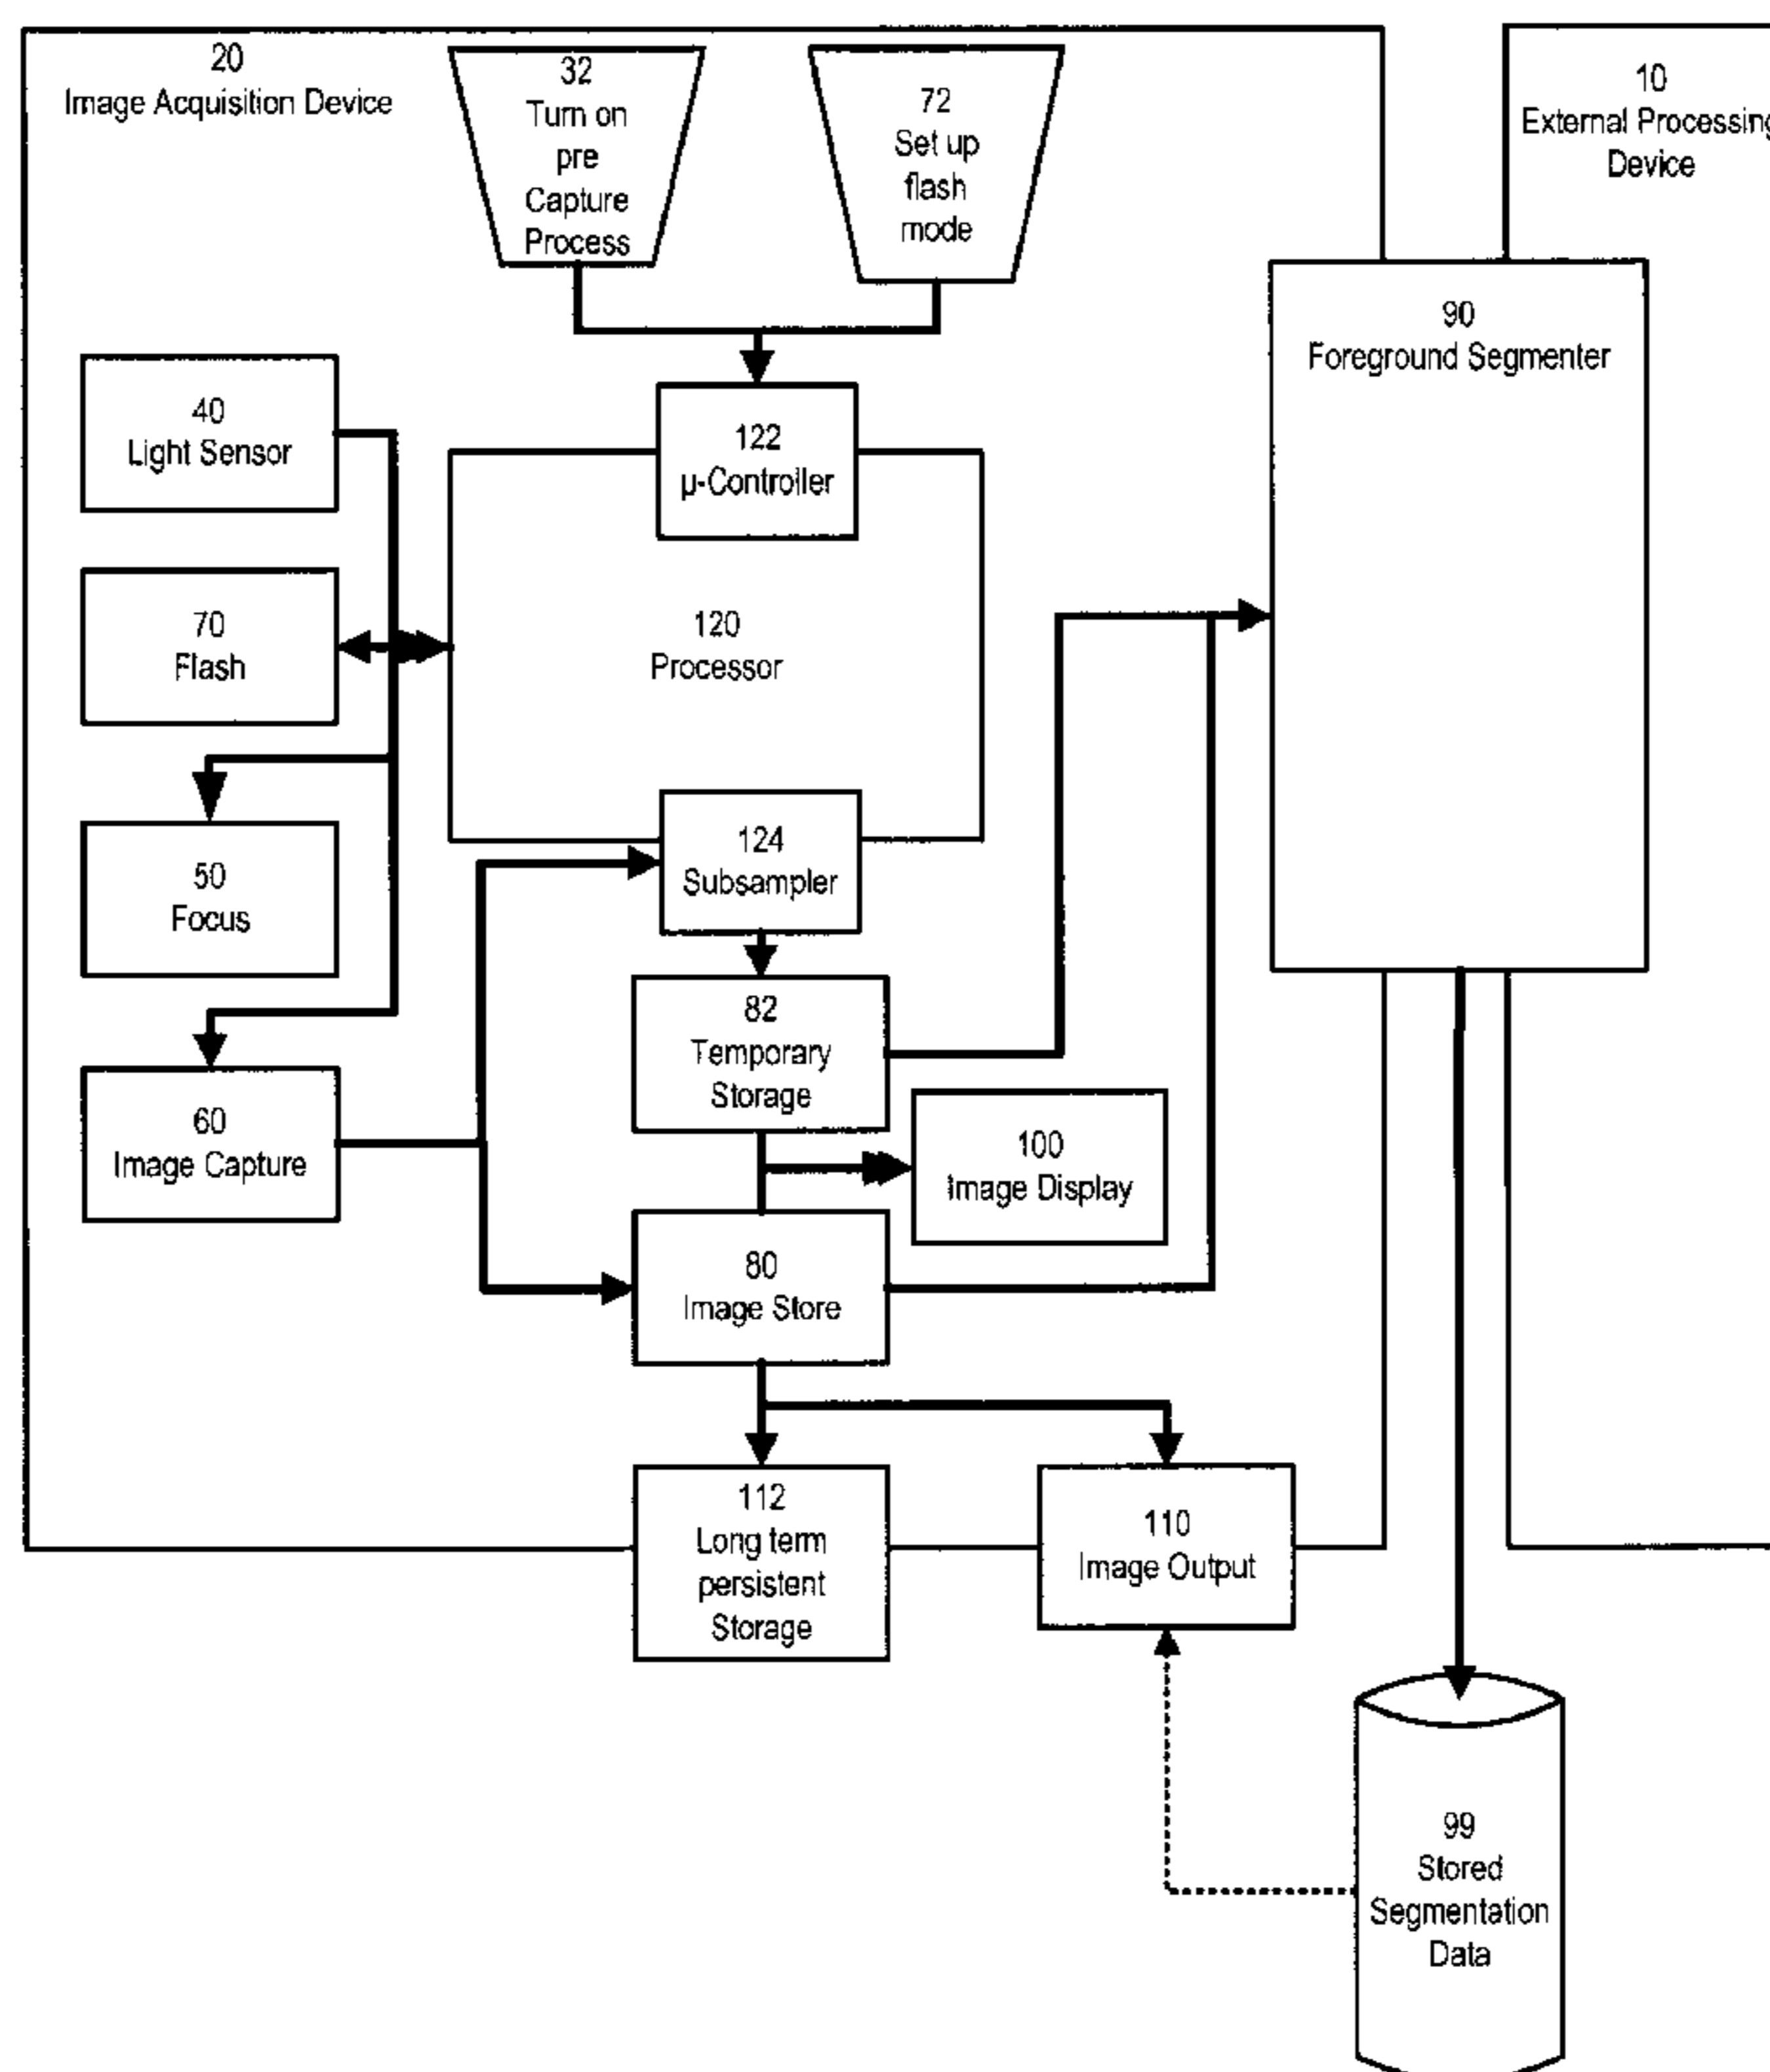 20
Image Acquisition Device
32
Turn on
pre
Capture
Process
72
Set up
flash
mode
10
External Processing
Device
90
Foreground Segmenter
40
Light Sensor
122
µ-Controller
70
Flash
120
Processor
50
Focus
124
Subsampler
82
Temporary
Storage
60
Image Capture
100
Image Display
80
Image Store
112
Long term
persistent
Storage
110
Image Output
99
Stored
Segmentation
Data